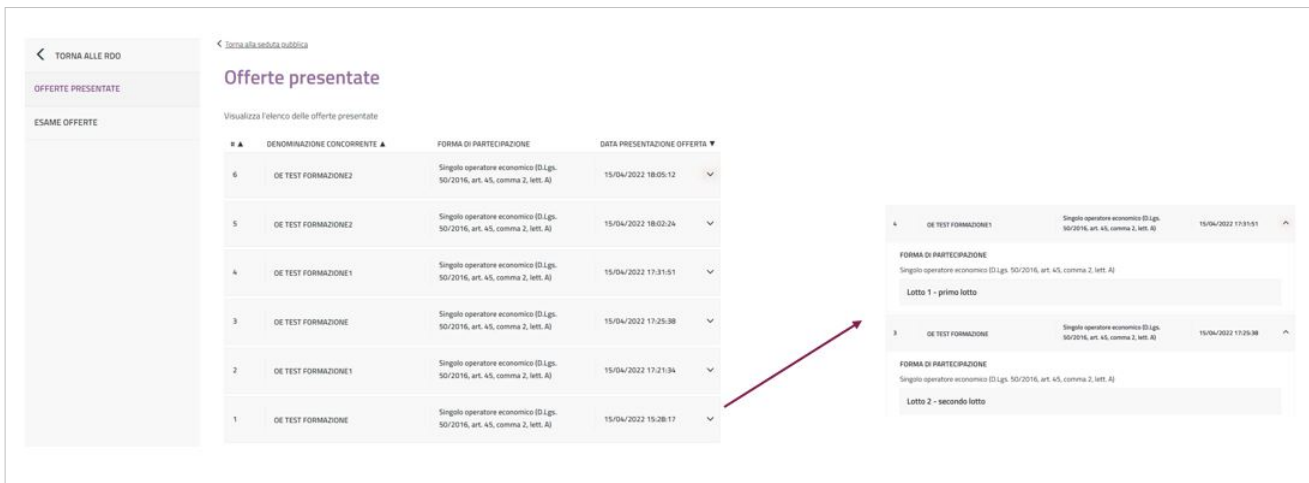 TORNA ALLE RDO
OFFERTE PRESENTATE
ESAME OFFERTE
Torna alla seduta pubblica
Offerte presentate
Visualizza l'elenco delle offerte presentate
# ▲ DENOMINAZIONE CONCORRENTE ▲ FORMA DI PARTECIPAZIONE DATA PRESENTAZIONE OFFERTA ▼
6 OE TEST FORMAZIONE2 Singolo operatore economico (D.Lgs. 15/04/2022 18:05:12
50/2016, art. 45, comma 2, lett. A)
5 OE TEST FORMAZIONE2 Singolo operatore economico (D.Lgs. 15/04/2022 18:02:24
50/2016, art. 45, comma 2, lett. A)
4 OE TEST FORMAZIONE1 Singolo operatore economico (D.Lgs. 15/04/2022 17:31:51
50/2016, art. 45, comma 2, lett. A)
3 OE TEST FORMAZIONE Singolo operatore economico (D.Lgs. 15/04/2022 17:25:38
50/2016, art. 45, comma 2, lett. A)
2 OE TEST FORMAZIONE1 Singolo operatore economico (D.Lgs. 15/04/2022 17:21:34
50/2016, art. 45, comma 2, lett. A)
1 OE TEST FORMAZIONE Singolo operatore economico (D.Lgs. 15/04/2022 15:28:17
50/2016, art. 45, comma 2, lett. A)
4 OE TEST FORMAZIONE1 Singolo operatore economico (D.Lgs. 15/04/2022 17:31:51
50/2016, art. 45, comma 2, lett. A)
FORMA DI PARTECIPAZIONE
Singolo operatore economico (D.Lgs. 50/2016, art. 45, comma 2, lett. A)
Lotto 1 - primo lotto
3 OE TEST FORMAZIONE Singolo operatore economico (D.Lgs. 15/04/2022 17:25:38
50/2016, art. 45, comma 2, lett. A)
FORMA DI PARTECIPAZIONE
Singolo operatore economico (D.Lgs. 50/2016, art. 45, comma 2, lett. A)
Lotto 2 - secondo lotto